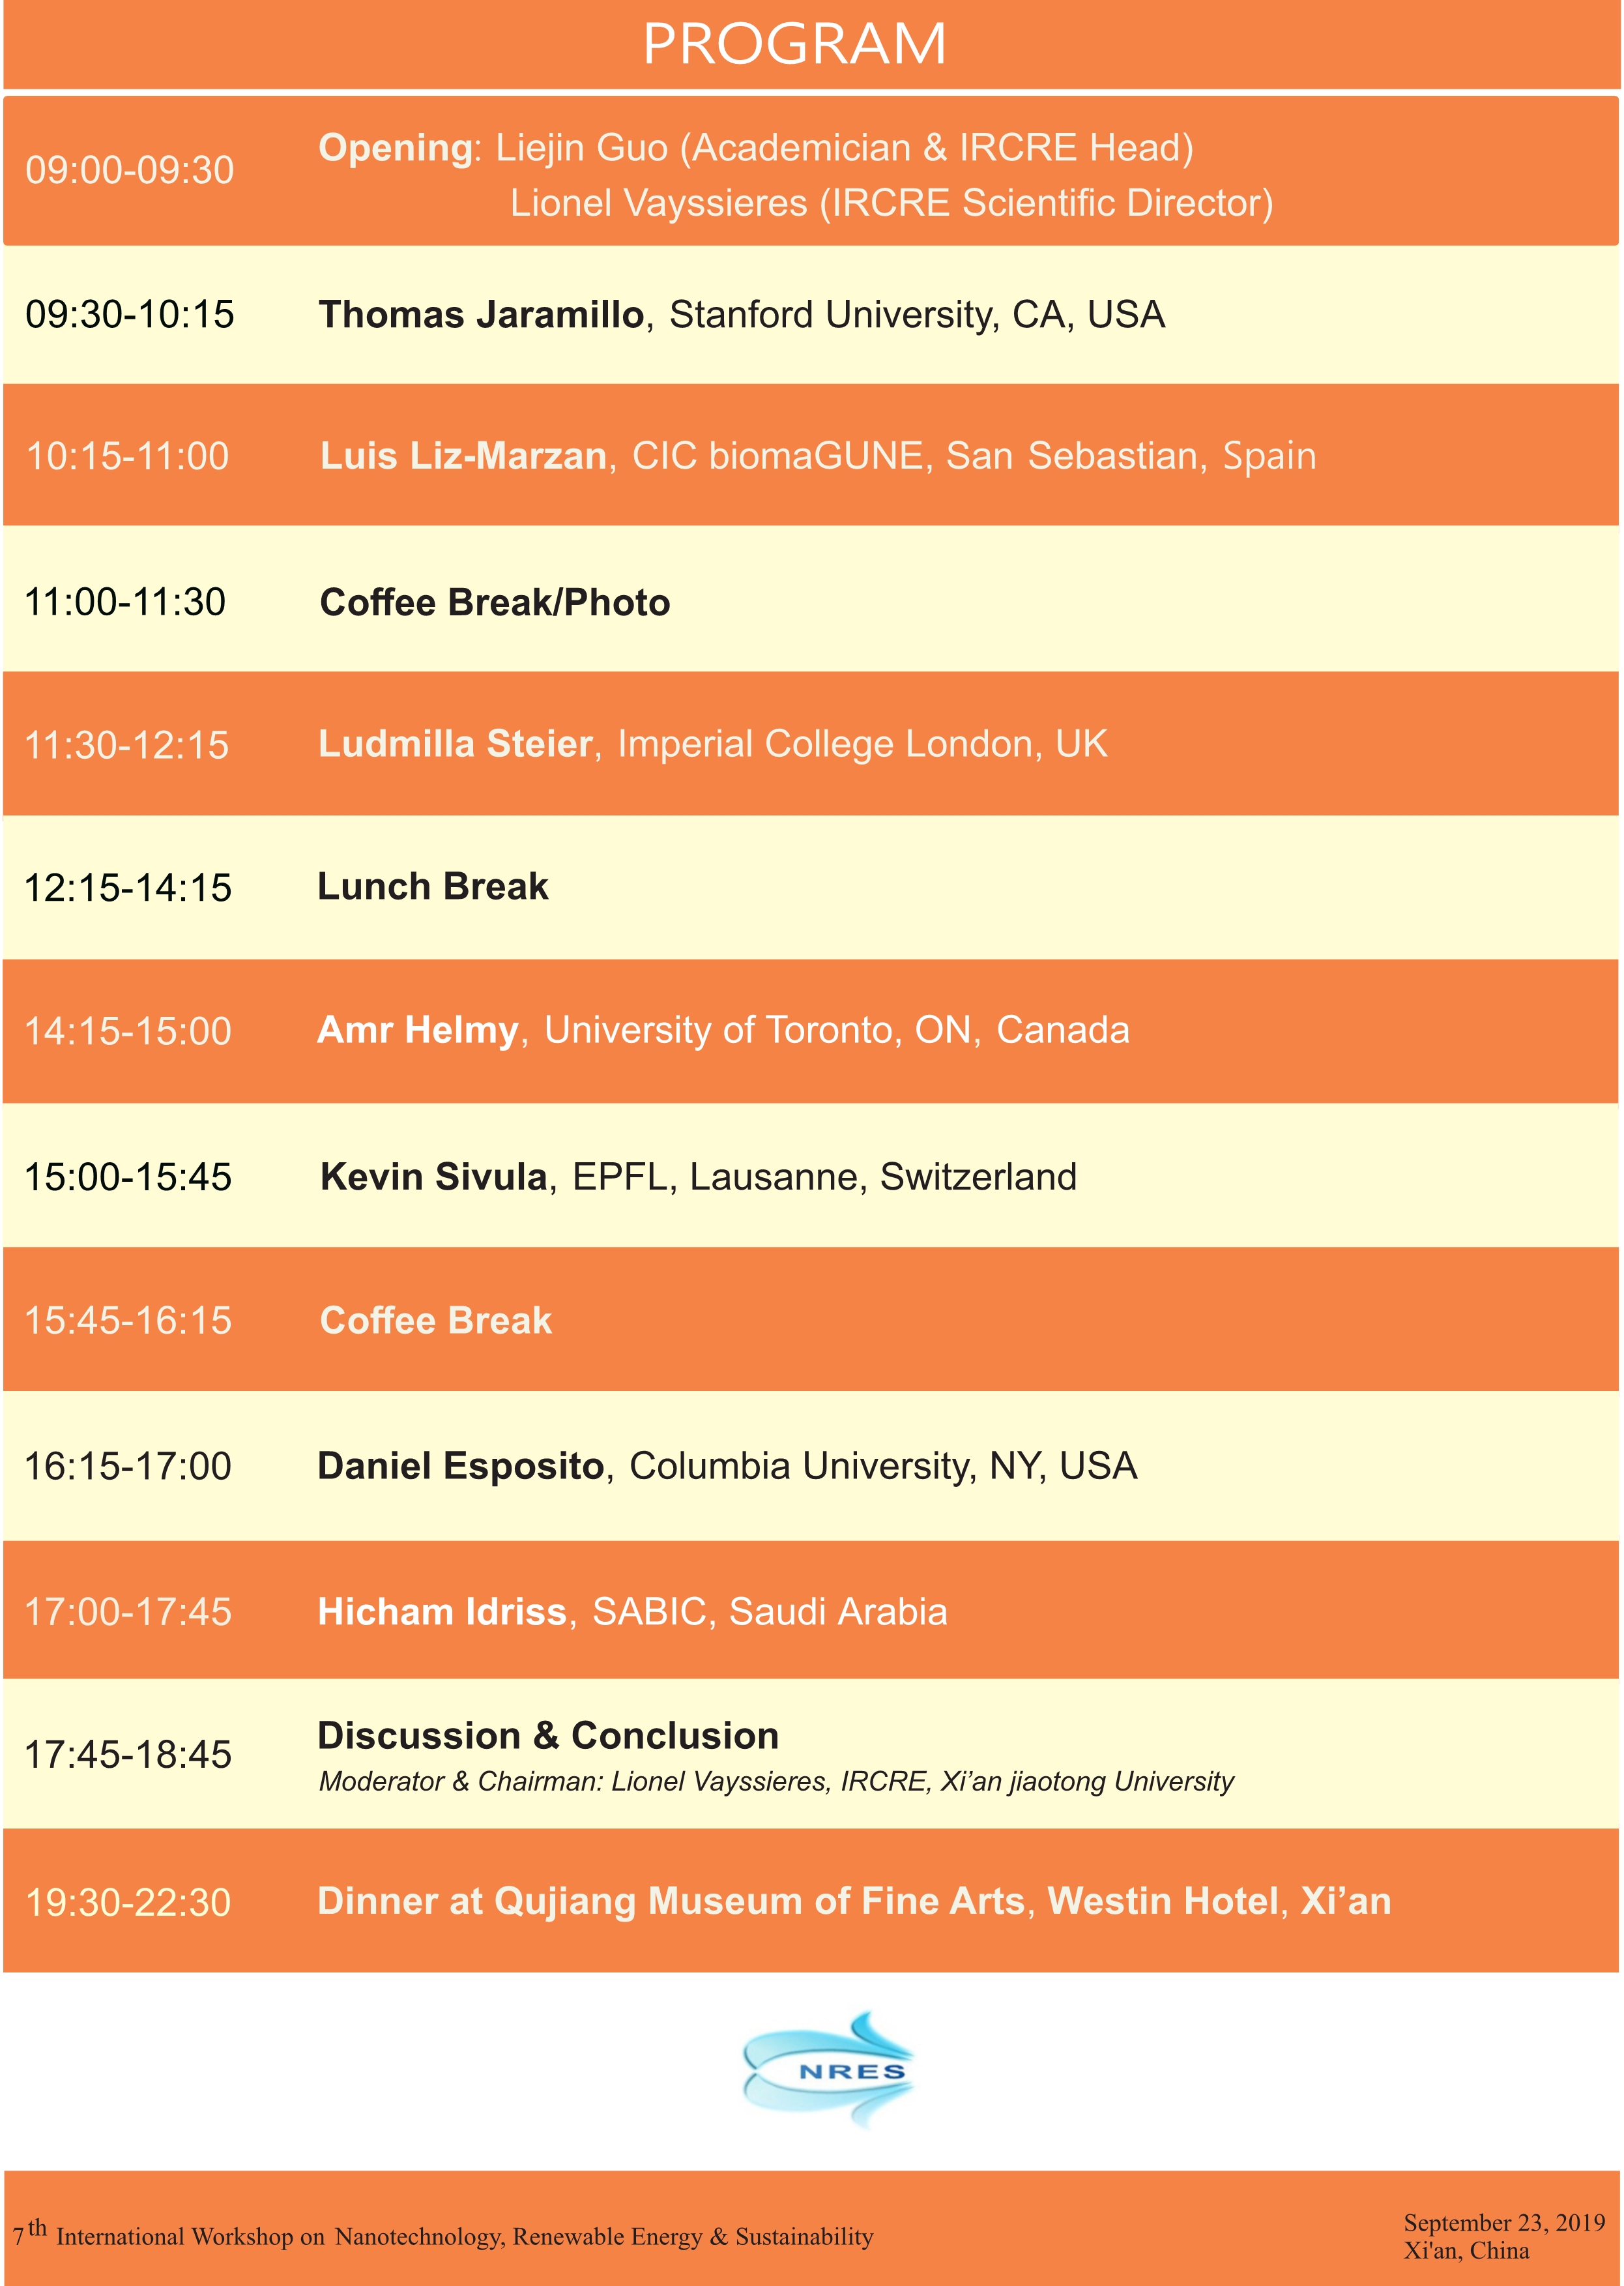 PROGRAM
09:00-09:30 Opening: Liejin Guo (Academician & IRCRE Head)
Lionel Vayssieres (IRCRE Scientific Director)
09:30-10:15 Thomas Jaramillo, Stanford University, CA, USA
10:15-11:00 Luis Liz-Marzan, CIC biomaGUNE, San Sebastian, Spain
11:00-11:30 Coffee Break/Photo
11:30-12:15 Ludmilla Steier, Imperial College London, UK
12:15-14:15 Lunch Break
14:15-15:00 Amr Helmy, University of Toronto, ON, Canada
15:00-15:45 Kevin Sivula, EPFL, Lausanne, Switzerland
15:45-16:15 Coffee Break
16:15-17:00 Daniel Esposito, Columbia University, NY, USA
17:00-17:45 Hicham Idriss, SABIC, Saudi Arabia
17:45-18:45 Discussion & Conclusion
Moderator & Chairman: Lionel Vayssieres, IRCRE, Xi’an jiaotong University
19:30-22:30 Dinner at Qujiang Museum of Fine Arts, Westin Hotel, Xi’an
NRES
7th International Workshop on Nanotechnology, Renewable Energy & Sustainability
September 23, 2019
Xi'an, China